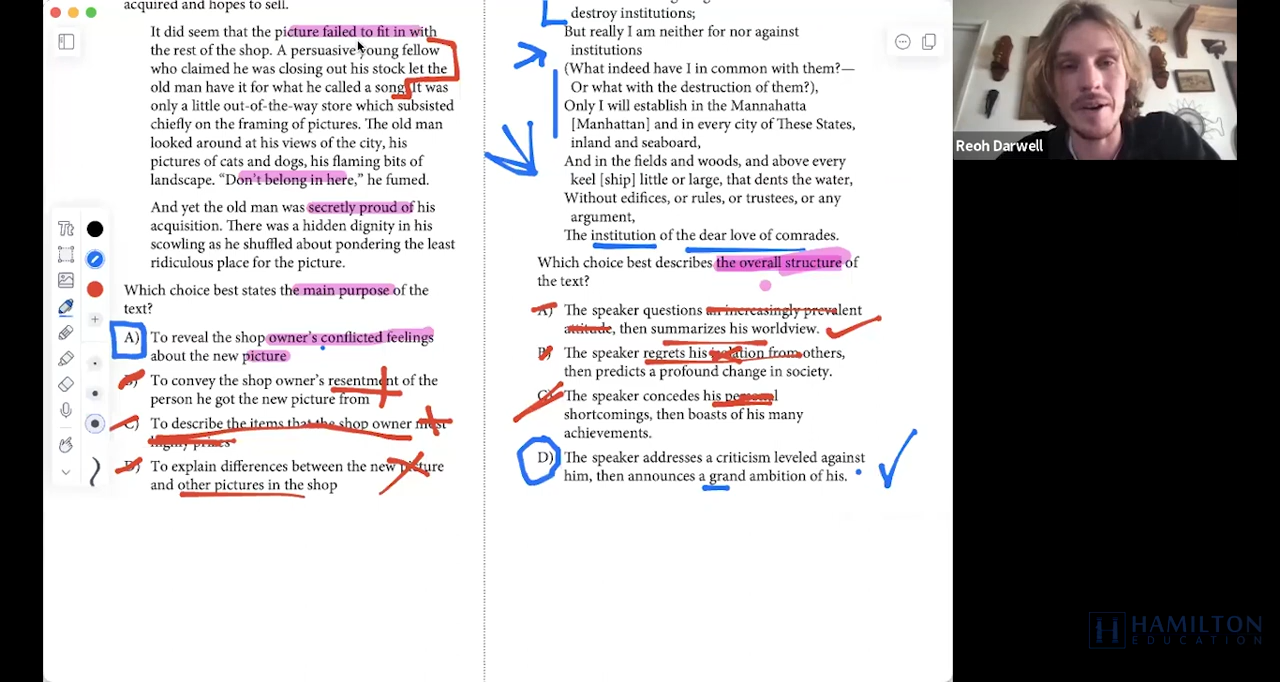 acquired and hopes to sell.
It did seem that the picture failed to fit in with
the rest of the shop. A persuasive young fellow
who claimed he was closing out his stock let the
old man have it for what he called a song. It was
only a little out-of-the-way store which subsisted
chiefly on the framing of pictures. The old man
looked around at his views of the city, his
pictures of cats and dogs, his flaming bits of
landscape. “Don’t belong in here,” he fumed.
And yet the old man was secretly proud of his
acquisition. There was a hidden dignity in his
scowling as he shuffled about pondering the least
ridiculous place for the picture.
Which choice best states the main purpose of the
text?
A) To reveal the shop owner’s conflicted feelings
about the new picture
B) To convey the shop owner’s resentment of the
person he got the new picture from
C) To describe the items that the shop owner most
highly prizes
D) To explain differences between the new picture
and other pictures in the shop
destroy institutions;
But really I am neither for nor against
institutions
(What indeed have I in common with them?—
Or what with the destruction of them?),
Only I will establish in the Mannahatta
[Manhattan] and in every city of These States,
inland and seaboard,
And in the fields and woods, and above every
keel [ship] little or large, that dents the water,
Without edifices, or rules, or trustees, or any
argument,
The institution of the dear love of comrades.
Which choice best describes the overall structure of
the text?
A) The speaker questions an increasingly prevalent
attitude, then summarizes his worldview.
B) The speaker regrets his isolation from others,
then predicts a profound change in society.
C) The speaker concedes his personal
shortcomings, then boasts of his many
achievements.
D) The speaker addresses a criticism leveled against
him, then announces a grand ambition of his.
Reoh Darwell
HAMILTON
EDUCATION